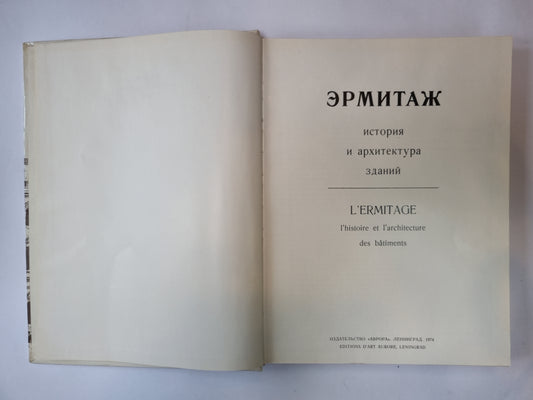 ЭРМИТАЖ
история
и архитектура
зданий
L'ERMITAGE
l'histoire et l'architecture
des bâtiments
ИЗДАТЕЛЬСТВО «АВРОРА». ЛЕНИНГРАД. 1974
EDITIONS D'ART AURORE, LENINGRAD